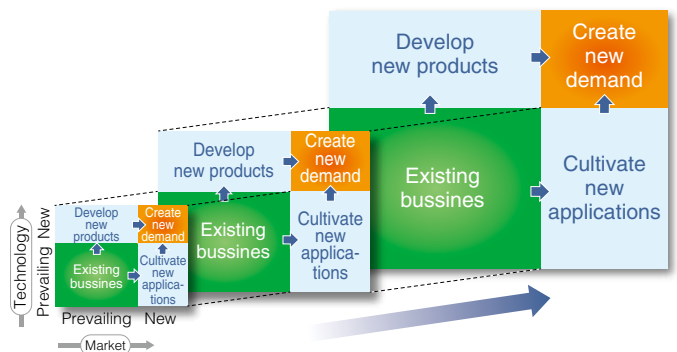 Develop
new products
Create
new
demand
Existing
bussines
Cultivate
new
applications
Develop
new products
Create
new
demand
Existing
bussines
Cultivate
new
applica-
tions
Develop
new
products
Create
new
demand
Existing
bussines
Cultivate
new
applica-
tions
Technology
Prevailing New
Prevailing New
Market